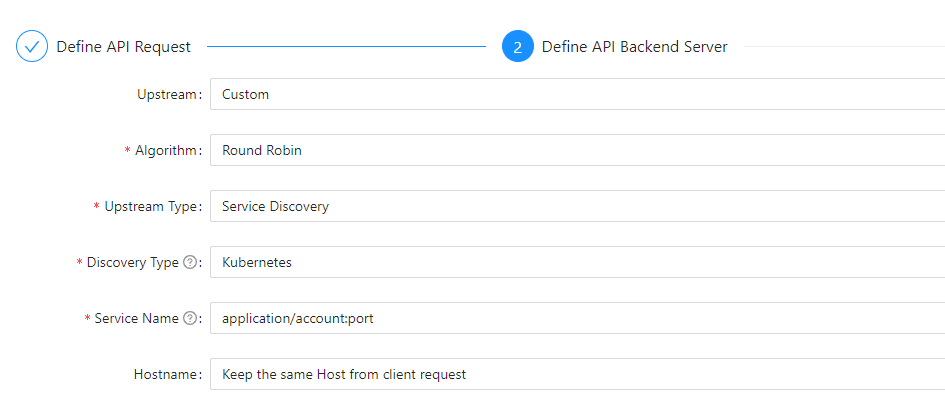 Define API Request
2 Define API Backend Server
Upstream: Custom
* Algorithm: Round Robin
* Upstream Type: Service Discovery
* Discovery Type ?: Kubernetes
* Service Name ?: application/account:port
Hostname: Keep the same Host from client request